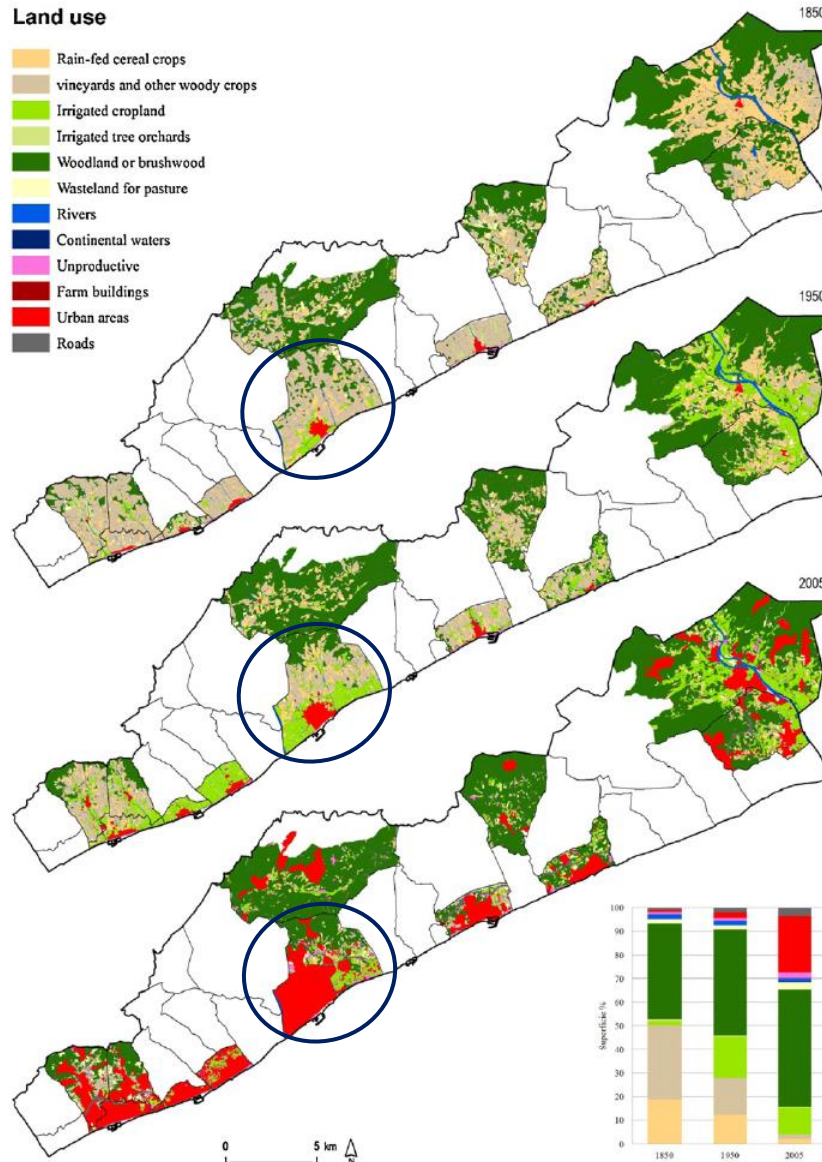 Land use
1850
Rain-fed cereal crops
vineyards and other woody crops
Irrigated cropland
Irrigated tree orchards
Woodland or brushwood
Wasteland for pasture
Rivers
Continental waters
Unproductive
Farm buildings
Urban areas
Roads
1950
2005
100
90
80
70
60
50
40
30
20
10
0
Superficie %
1850
1950
2005
0
5 km
N